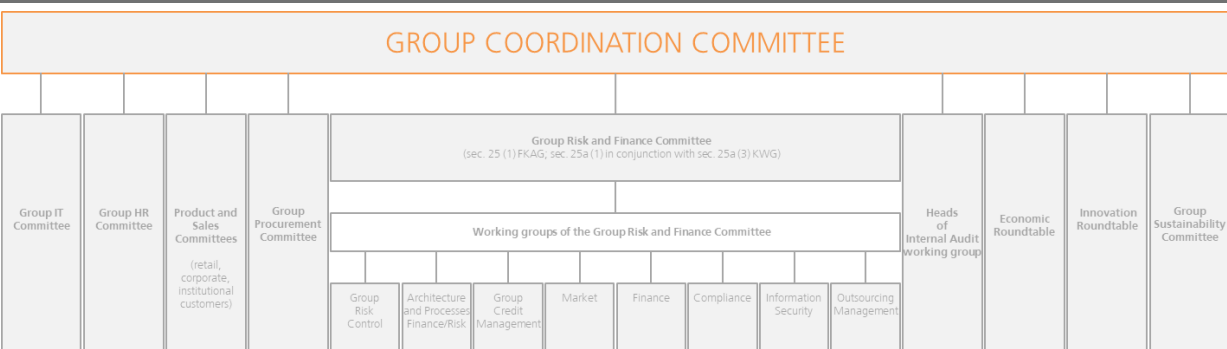 GROUP COORDINATION COMMITTEE
Group IT
Committee
Group HR
Committee
Product and
Sales
Committees
(retail,
corporate,
institutional
customers)
Group
Procurement
Committee
Group Risk and Finance Committee
(sec. 25 (1) FKAG; sec. 25a (1) in conjunction with sec. 25a (3) KWG)
Working groups of the Group Risk and Finance Committee
Group
Risk
Control
Architecture
and Processes
Finance/Risk
Group
Credit
Management
Market
Finance
Compliance
Information
Security
Outsourcing
Management
Heads
of
Internal Audit
working group
Economic
Roundtable
Innovation
Roundtable
Group
Sustainability
Committee